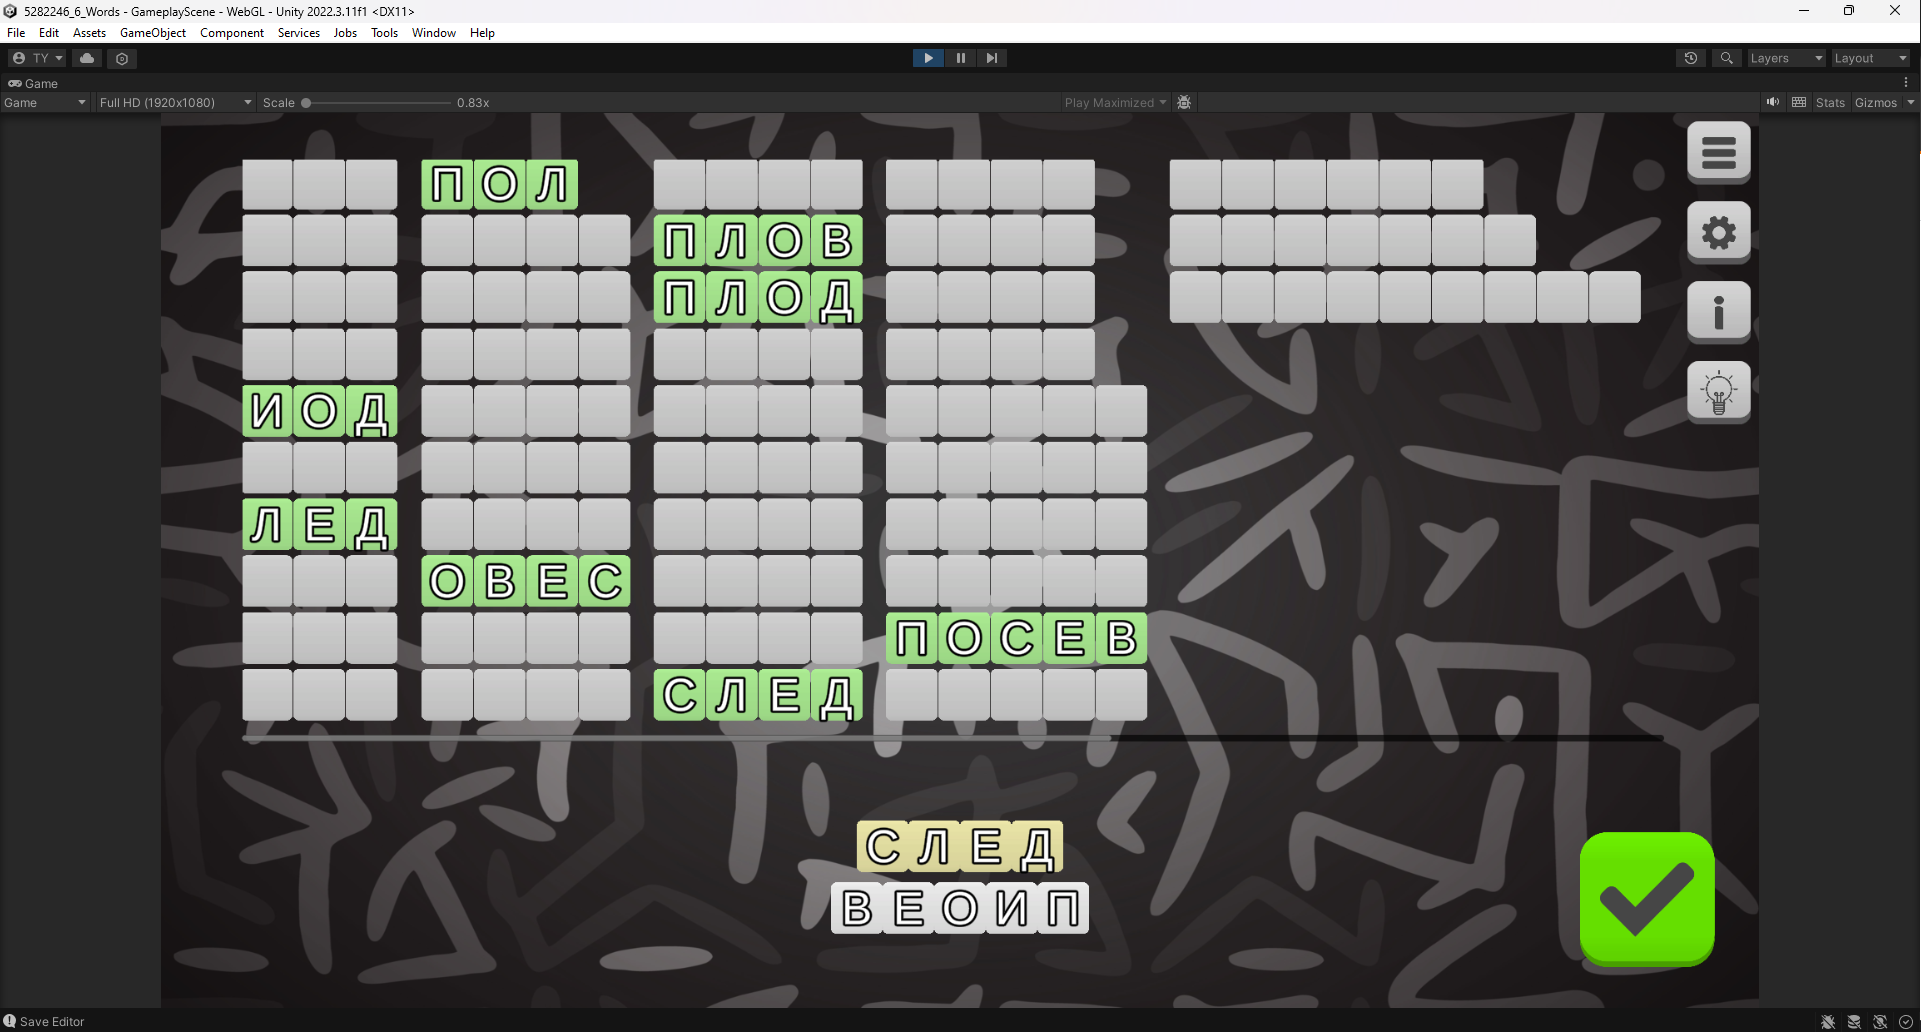 5282246_6_Words - GameplayScene - WebGL - Unity 2022.3.11f1 <DX11>
File Edit Assets GameObject Component Services Jobs Tools Window Help
TY Layers Layout
Game
Game Full HD (1920x1080) Scale 0.83x Play Maximized Stats Gizmos
ПОЛ
ПЛОВ
ПЛОД
ИОД
ЛЕД
ОВЕС
ПОСЕВ
СЛЕД
СЛЕД
ВЕОИП
Save Editor